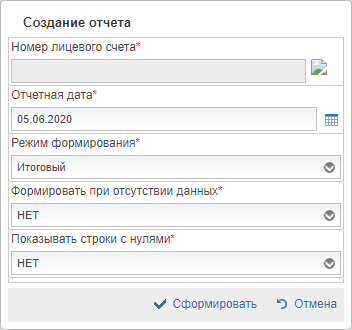 Создание отчета
Номер лицевого счета*
Отчетная дата*
05.06.2020
Режим формирования*
Итоговый
Формировать при отсутствии данных*
НЕТ
Показывать строки с нулями*
НЕТ
Сформировать Отмена